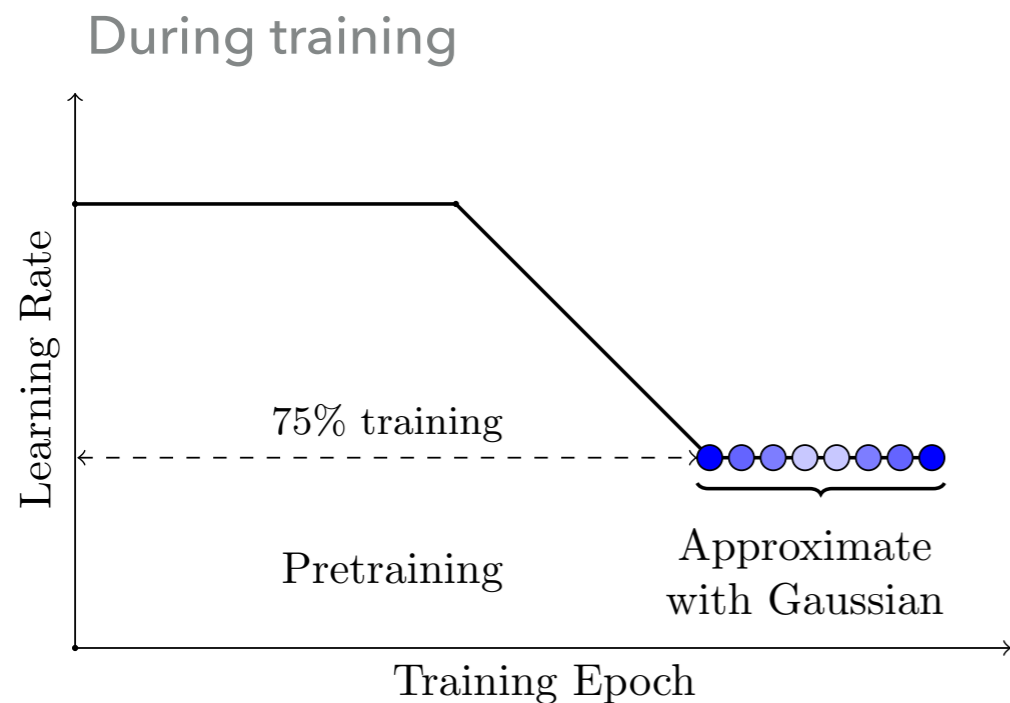 During training
Learning Rate
75% training
Pretraining
Approximate
with Gaussian
Training Epoch